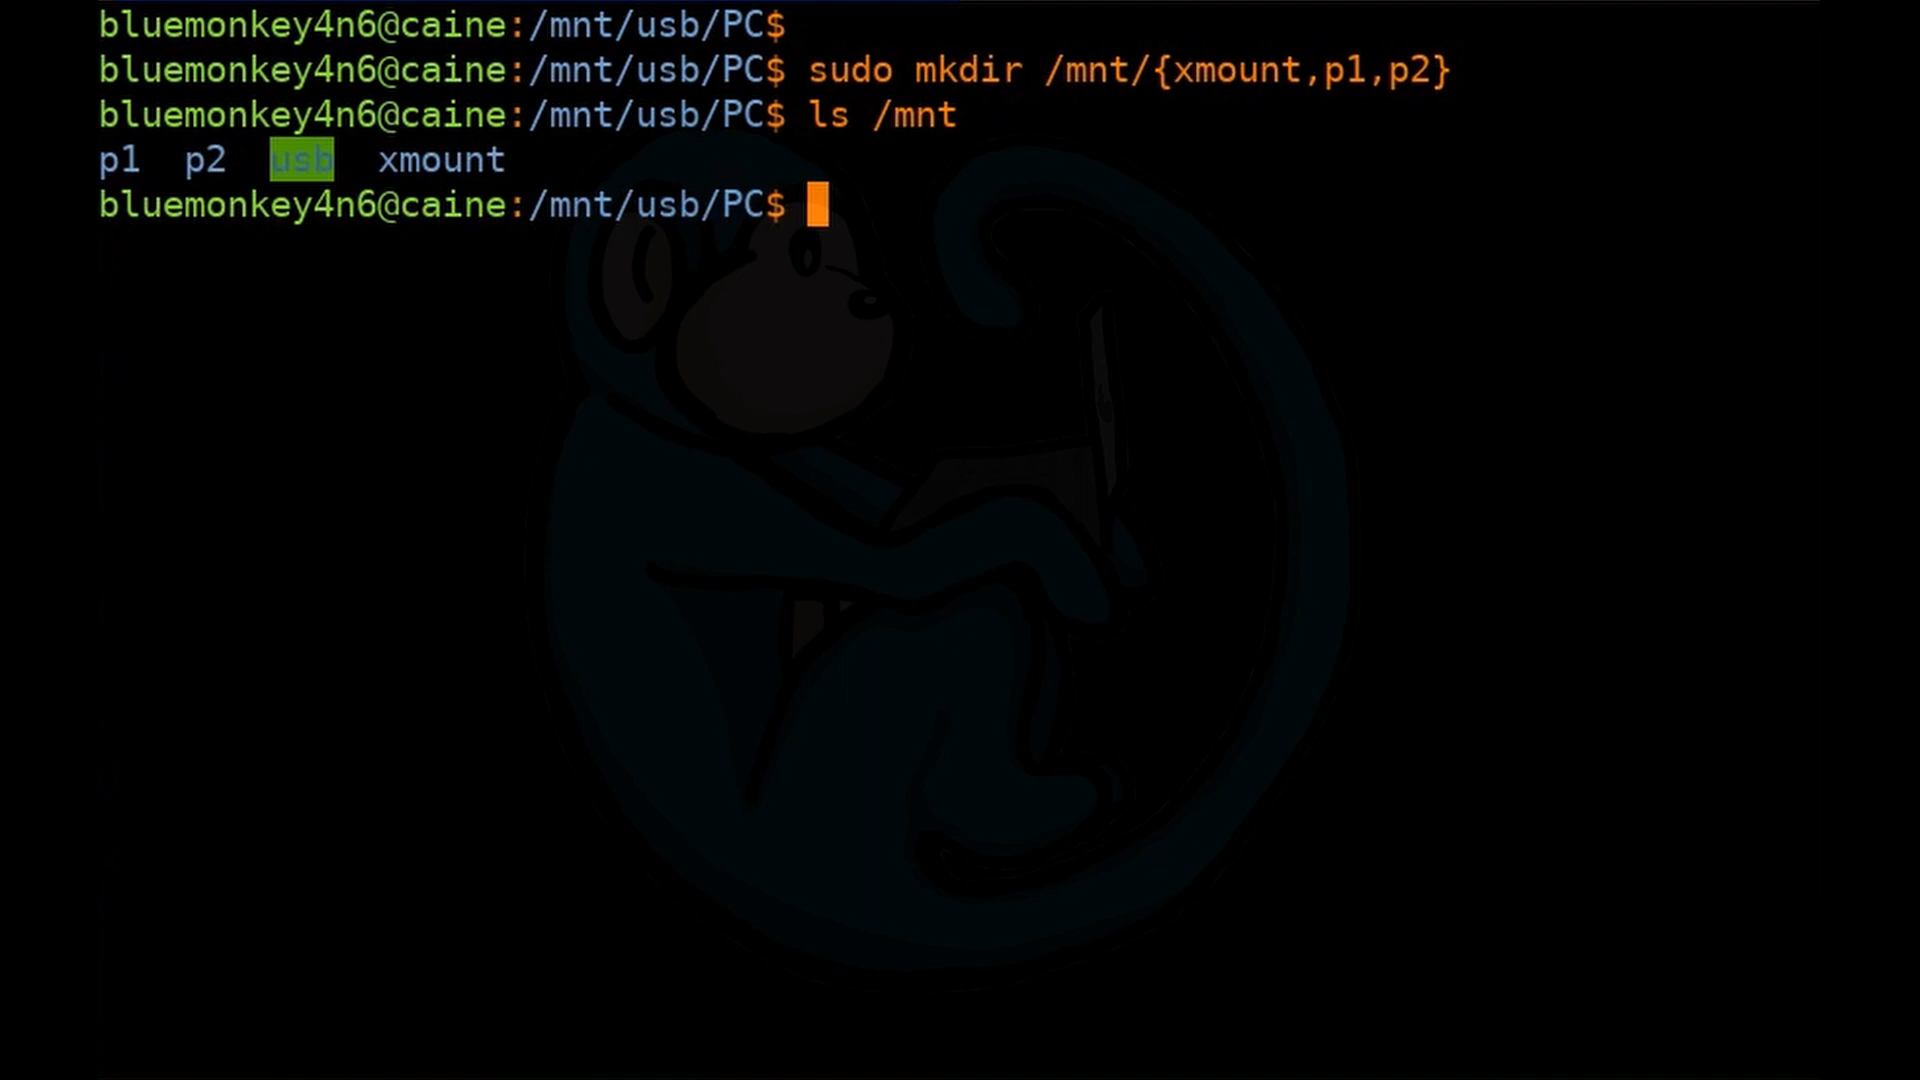 bluemonkey4n6@caine:/mnt/usb/PC$
bluemonkey4n6@caine:/mnt/usb/PC$ sudo mkdir /mnt/{xmount,p1,p2}
bluemonkey4n6@caine:/mnt/usb/PC$ ls /mnt
p1  p2  usb  xmount
bluemonkey4n6@caine:/mnt/usb/PC$